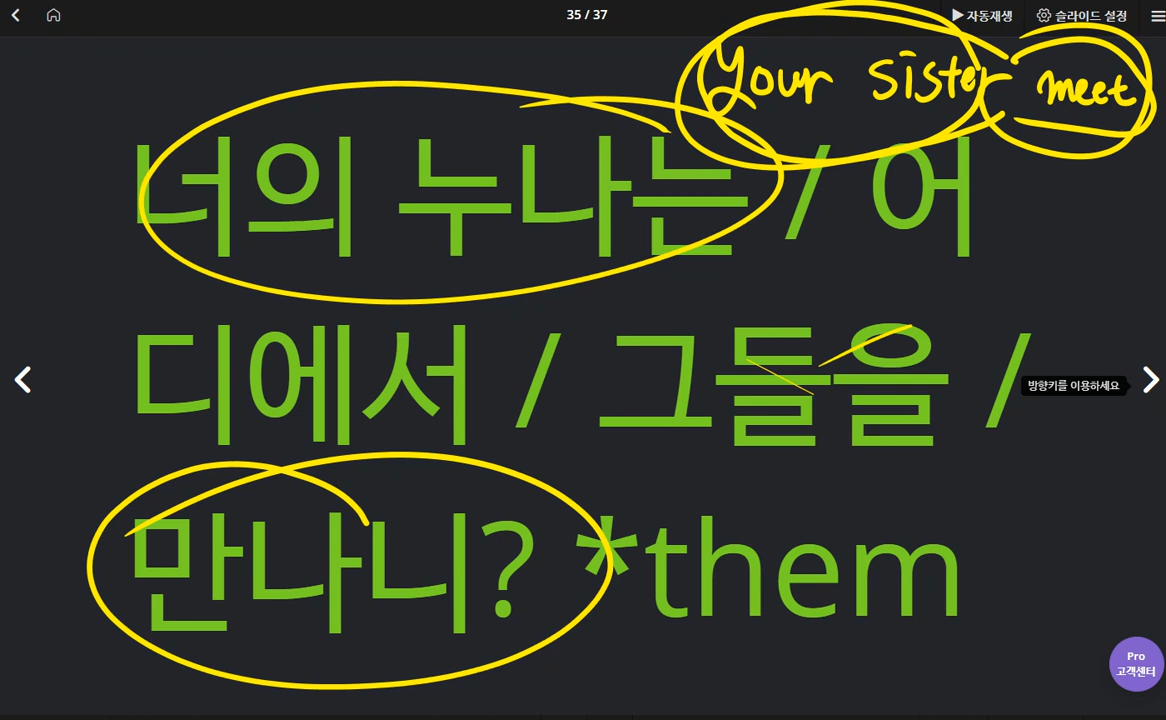 35 / 37
자동재생
슬라이드 설정
your sister meet
너의 누나는 / 어
디에서 / 그들을 /
방향키를 이용하세요
만나니? *them
Pro
고객센터